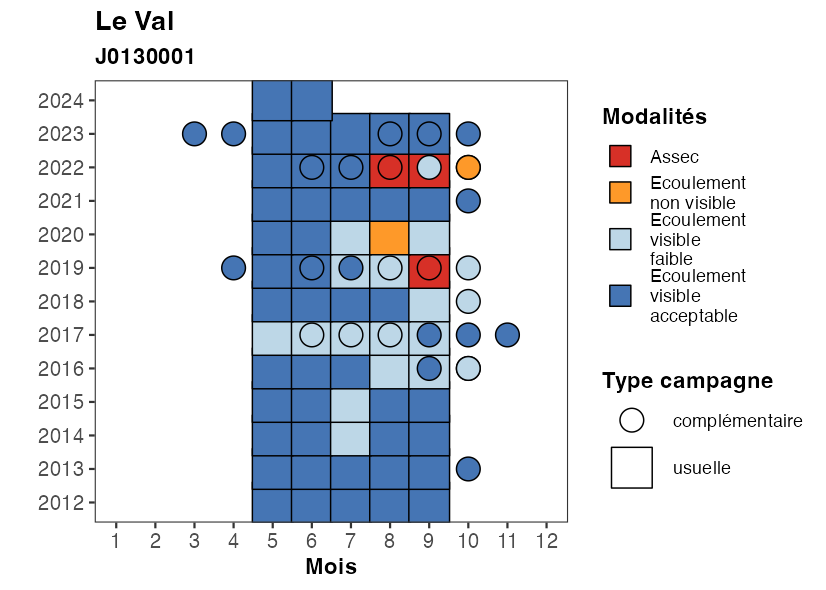 Le Val
J0130001
2024
2023
2022
2021
2020
2019
2018
2017
2016
2015
2014
2013
2012
1 2 3 4 5 6 7 8 9 10 11 12
Mois
Modalités
Assec
Ecoulement
non visible
Ecoulement
visible
faible
Ecoulement
visible
acceptable
Type campagne
complémentaire
usuelle